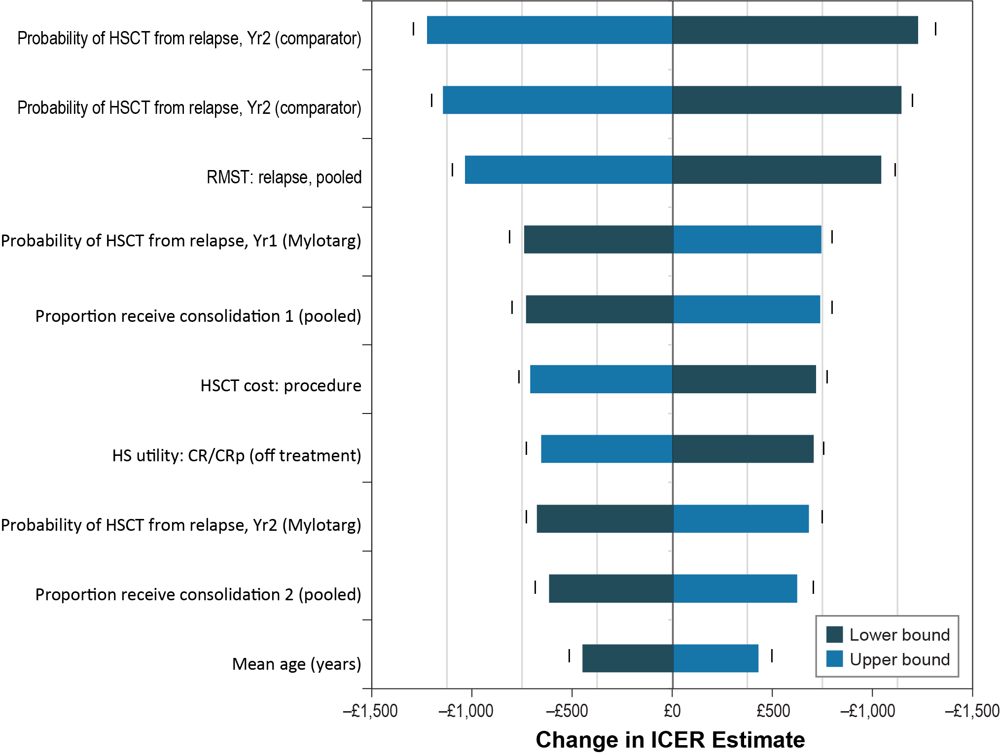 Probability of HSCT from relapse, Yr2 (comparator)
Probability of HSCT from relapse, Yr2 (comparator)
RMST: relapse, pooled
Probability of HSCT from relapse, Yr1 (Mylotarg)
Proportion receive consolidation 1 (pooled)
HSCT cost: procedure
HS utility: CR/CRp (off treatment)
Probability of HSCT from relapse, Yr2 (Mylotarg)
Proportion receive consolidation 2 (pooled)
Mean age (years)
Lower bound
Upper bound
–£1,500 –£1,000 –£500 £0 £500 –£1,000 –£1,500
Change in ICER Estimate